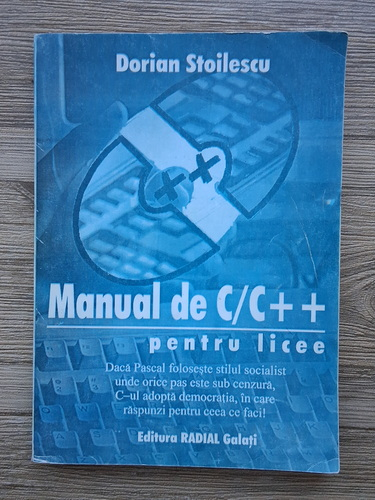 Dorian Stoilescu
++
Manual de C/C++
pentru licee
Dacă Pascal folosește stilul socialist
unde orice pas este sub cenzură,
C-ul adoptă democrația, în care
răspunzi pentru ceea ce faci!
Editura RADIAL Galați